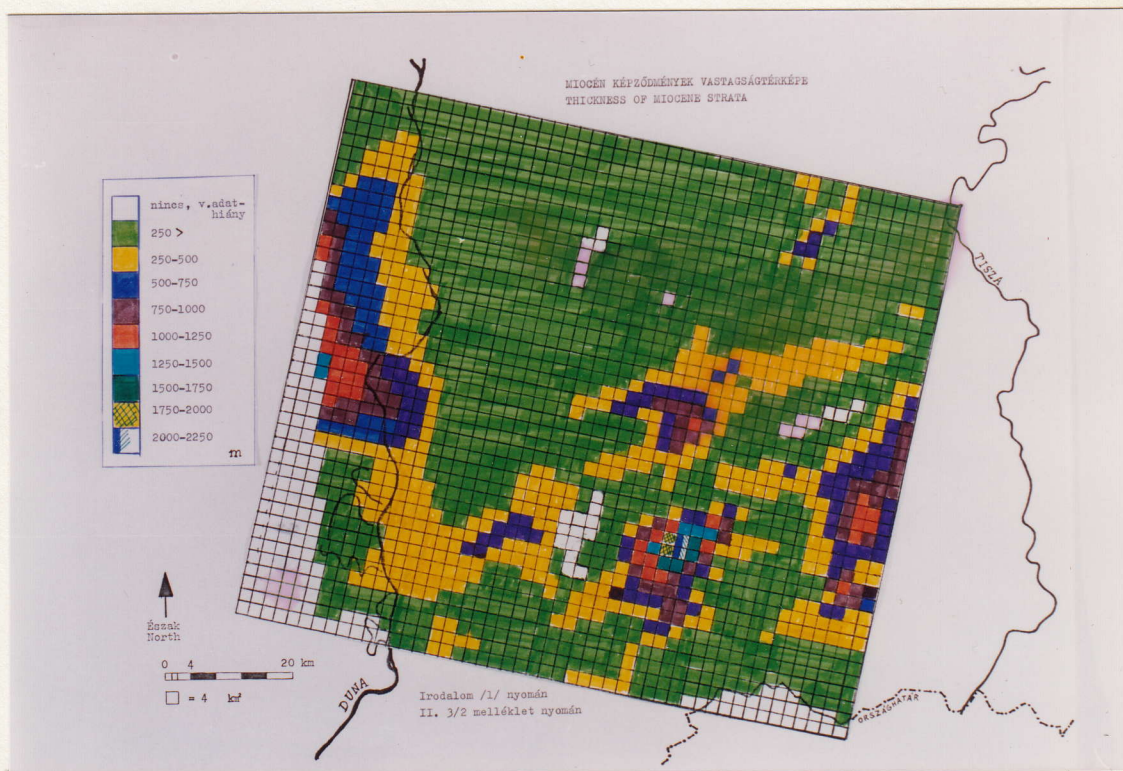 MIOCÉN KÉPZŐDMÉNYEK VASTAGSÁGTÉRKÉPE
THICKNESS OF MIOCENE STRATA
nincs, v.adat-
hiány
250 >
250-500
500-750
750-1000
1000-1250
1250-1500
1500-1750
1750-2000
2000-2250
m
TISZA
Észak
North
0 4 20 km
= 4 km²
DUNA
Irodalom /1/ nyomán
II. 3/2 melléklet nyomán
ORSZÁGHATÁR